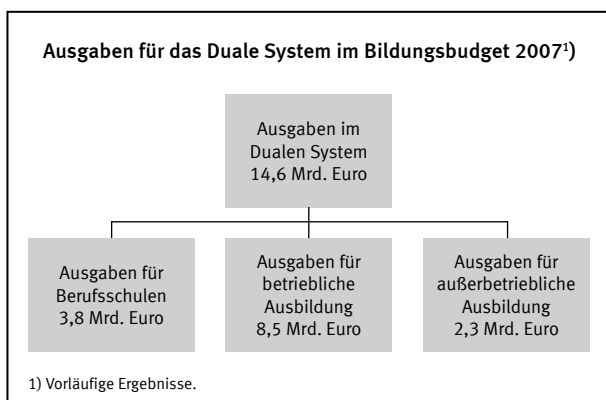 Ausgaben für das Duale System im Bildungsbudget 2007¹)
Ausgaben im
Dualen System
14,6 Mrd. Euro
Ausgaben für
Berufsschulen
3,8 Mrd. Euro
Ausgaben für
betriebliche
Ausbildung
8,5 Mrd. Euro
Ausgaben für
außerbetriebliche
Ausbildung
2,3 Mrd. Euro
1) Vorläufige Ergebnisse.